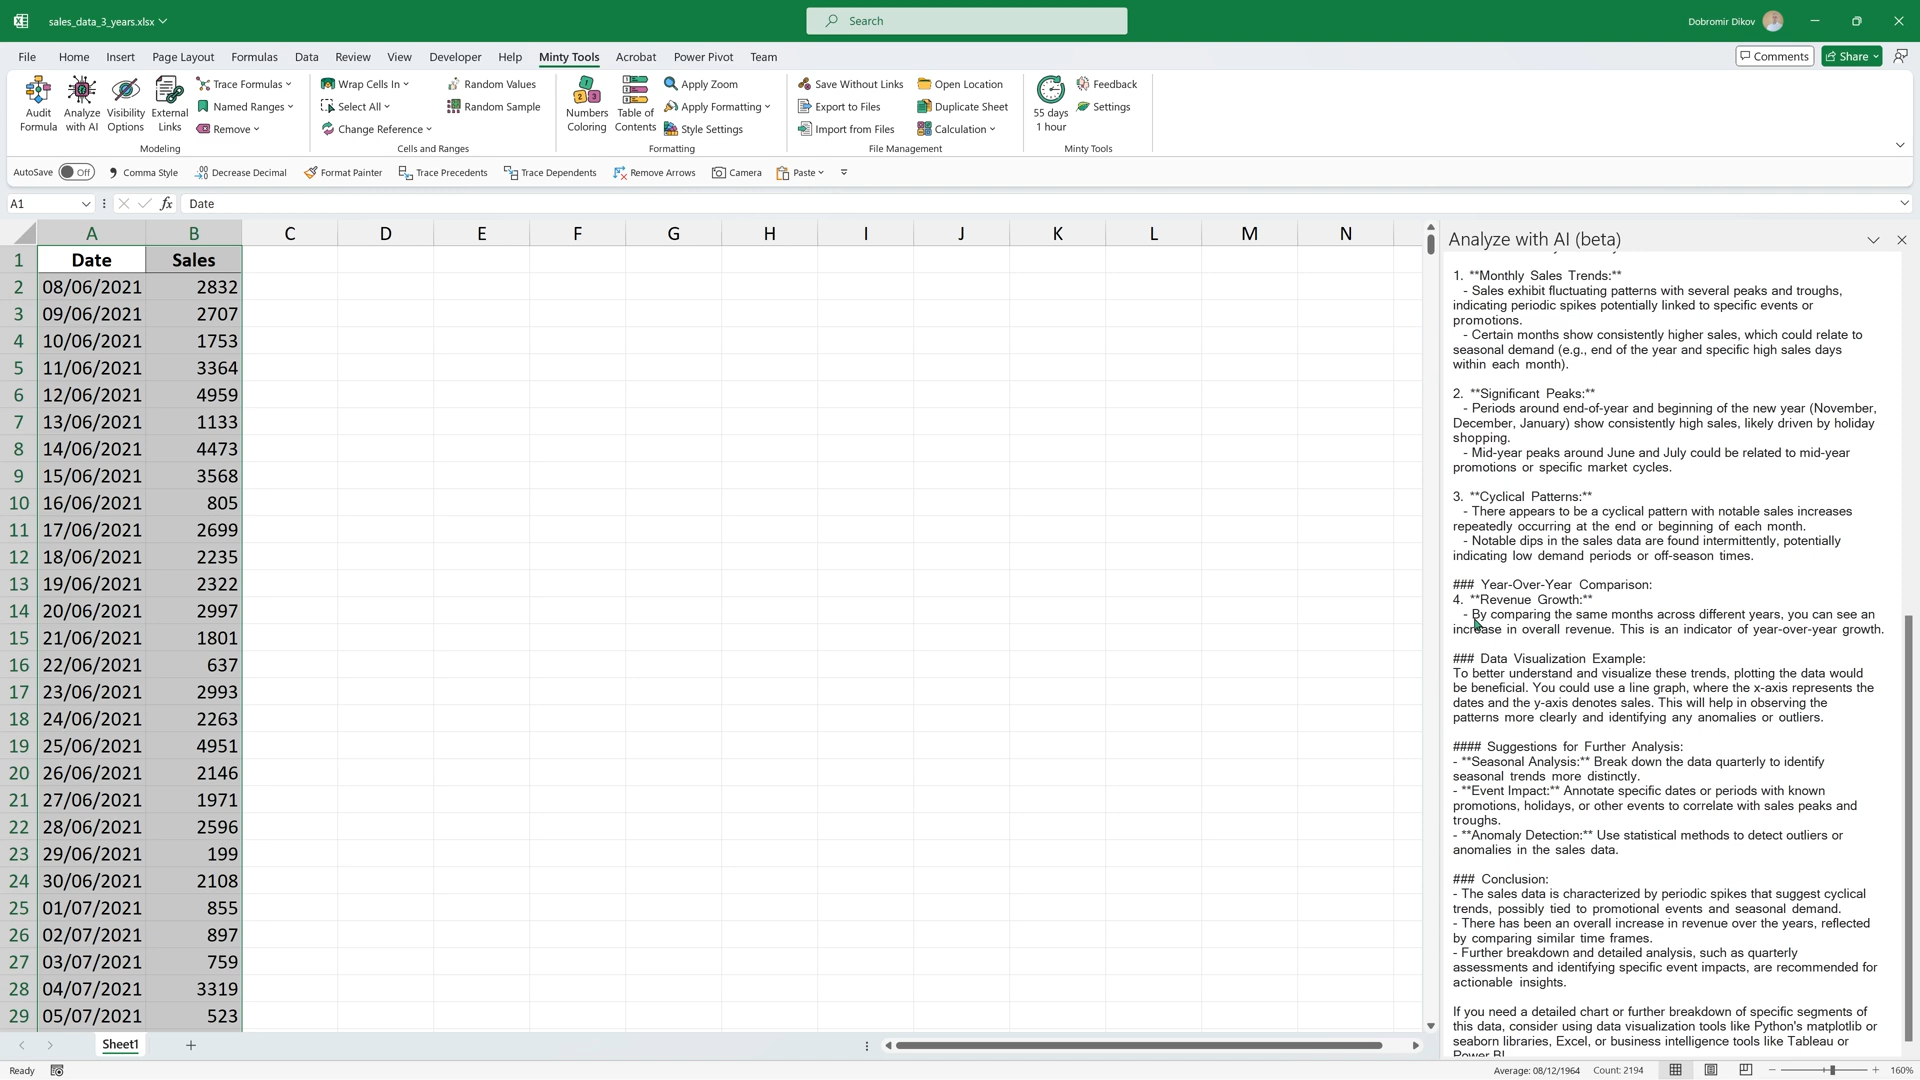 sales_data_3_years.xlsx
Search
Dobromir Dikov
File Home Insert Page Layout Formulas Data Review View Developer Help Minty Tools Acrobat Power Pivot Team
Comments Share
Audit Formula
Analyze with AI
Visibility Options
External Links
Trace Formulas
Named Ranges
Remove
Modeling
Wrap Cells In
Select All
Change Reference
Random Values
Random Sample
Cells and Ranges
Numbers Coloring
Table of Contents
Apply Zoom
Apply Formatting
Style Settings
Formatting
Save Without Links
Export to Files
Import from Files
Open Location
Duplicate Sheet
Calculation
File Management
55 days 1 hour
Feedback
Settings
Minty Tools
AutoSave Off Comma Style Decrease Decimal Format Painter Trace Precedents Trace Dependents Remove Arrows Camera Paste
A1 fx Date
A B C D E F G H I J K L M N
1 Date Sales
2 08/06/2021 2832
3 09/06/2021 2707
4 10/06/2021 1753
5 11/06/2021 3364
6 12/06/2021 4959
7 13/06/2021 1133
8 14/06/2021 4473
9 15/06/2021 3568
10 16/06/2021 805
11 17/06/2021 2699
12 18/06/2021 2235
13 19/06/2021 2322
14 20/06/2021 2997
15 21/06/2021 1801
16 22/06/2021 637
17 23/06/2021 2993
18 24/06/2021 2263
19 25/06/2021 4951
20 26/06/2021 2146
21 27/06/2021 1971
22 28/06/2021 2596
23 29/06/2021 199
24 30/06/2021 2108
25 01/07/2021 855
26 02/07/2021 897
27 03/07/2021 759
28 04/07/2021 3319
29 05/07/2021 523
Analyze with AI (beta)
1. **Monthly Sales Trends:**
- Sales exhibit fluctuating patterns with several peaks and troughs,
indicating periodic spikes potentially linked to specific events or
promotions.
- Certain months show consistently higher sales, which could relate to
seasonal demand (e.g., end of the year and specific high sales days
within each month).
2. **Significant Peaks:**
- Periods around end-of-year and beginning of the new year (November,
December, January) show consistently high sales, likely driven by holiday
shopping.
- Mid-year peaks around June and July could be related to mid-year
promotions or specific market cycles.
3. **Cyclical Patterns:**
- There appears to be a cyclical pattern with notable sales increases
repeatedly occurring at the end or beginning of each month.
- Notable dips in the sales data are found intermittently, potentially
indicating low demand periods or off-season times.
### Year-Over-Year Comparison:
4. **Revenue Growth:**
- By comparing the same months across different years, you can see an
increase in overall revenue. This is an indicator of year-over-year growth.
### Data Visualization Example:
To better understand and visualize these trends, plotting the data would
be beneficial. You could use a line graph, where the x-axis represents the
dates and the y-axis denotes sales. This will help in observing the
patterns more clearly and identifying any anomalies or outliers.
#### Suggestions for Further Analysis:
- **Seasonal Analysis:** Break down the data quarterly to identify
seasonal trends more distinctly.
- **Event Impact:** Annotate specific dates or periods with known
promotions, holidays, or other events to correlate with sales peaks and
troughs.
- **Anomaly Detection:** Use statistical methods to detect outliers or
anomalies in the sales data.
### Conclusion:
- The sales data is characterized by periodic spikes that suggest cyclical
trends, possibly tied to promotional events and seasonal demand.
- There has been an overall increase in revenue over the years, reflected
by comparing similar time frames.
- Further breakdown and detailed analysis, such as quarterly
assessments and identifying specific event impacts, are recommended for
actionable insights.
If you need a detailed chart or further breakdown of specific segments of
this data, consider using data visualization tools like Python's matplotlib or
seaborn libraries, Excel, or business intelligence tools like Tableau or
Power BI
Sheet1
Ready
Average: 08/12/1964 Count: 2194 160%